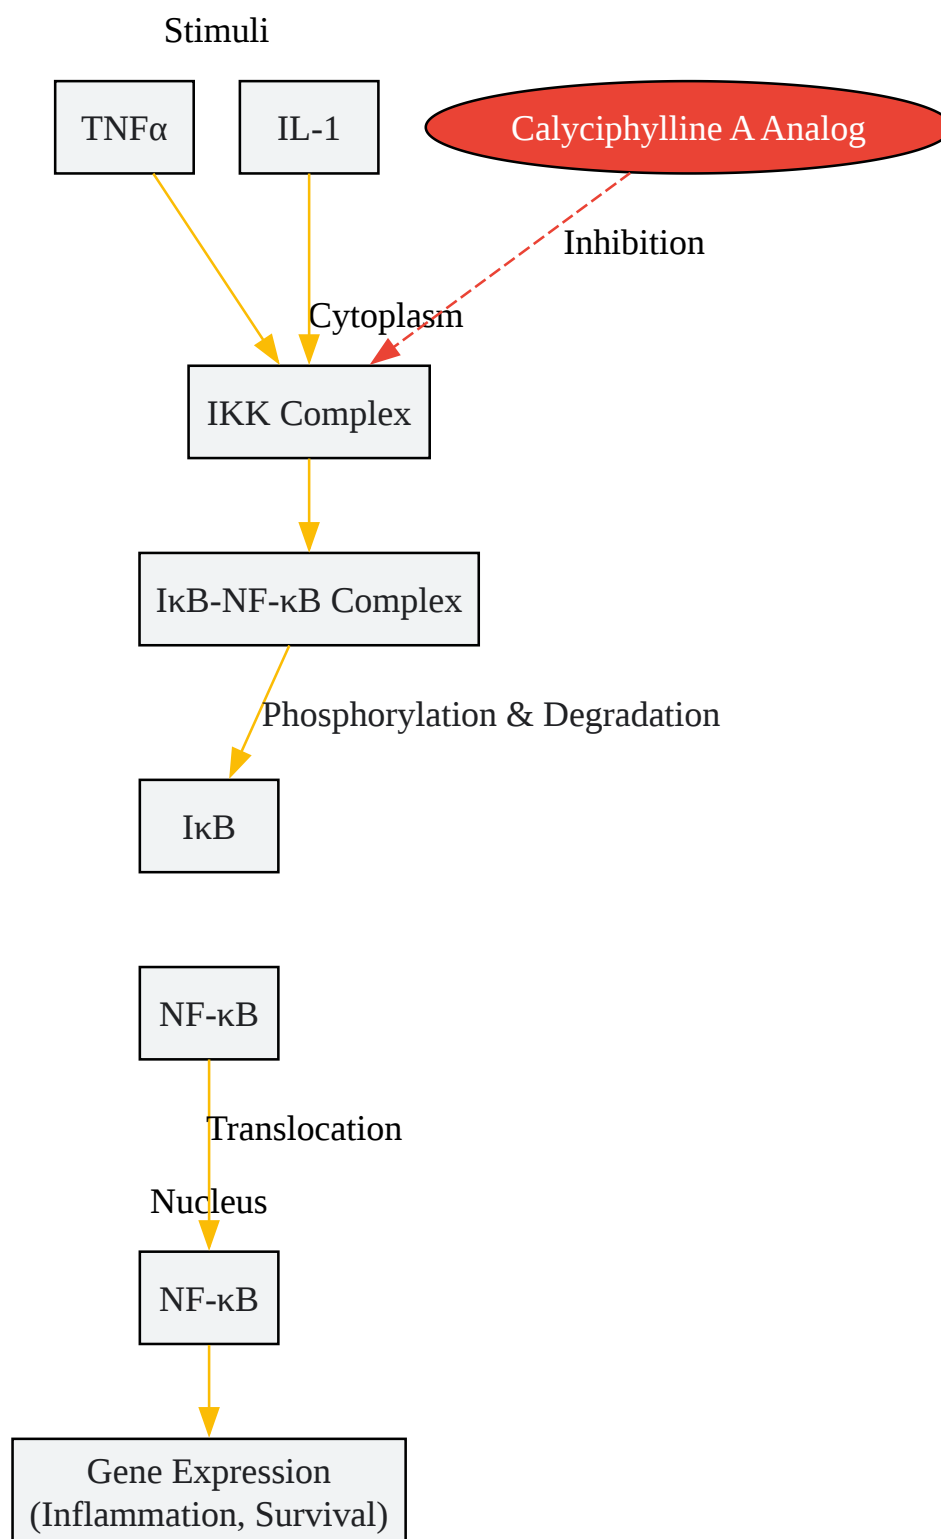 Stimuli
TNFα
IL-1
Calyciphylline A Analog
Inhibition
Cytoplasm
IKK Complex
IκB-NF-κB Complex
Phosphorylation & Degradation
IκB
NF-κB
Translocation
Nucleus
NF-κB
Gene Expression
(Inflammation, Survival)